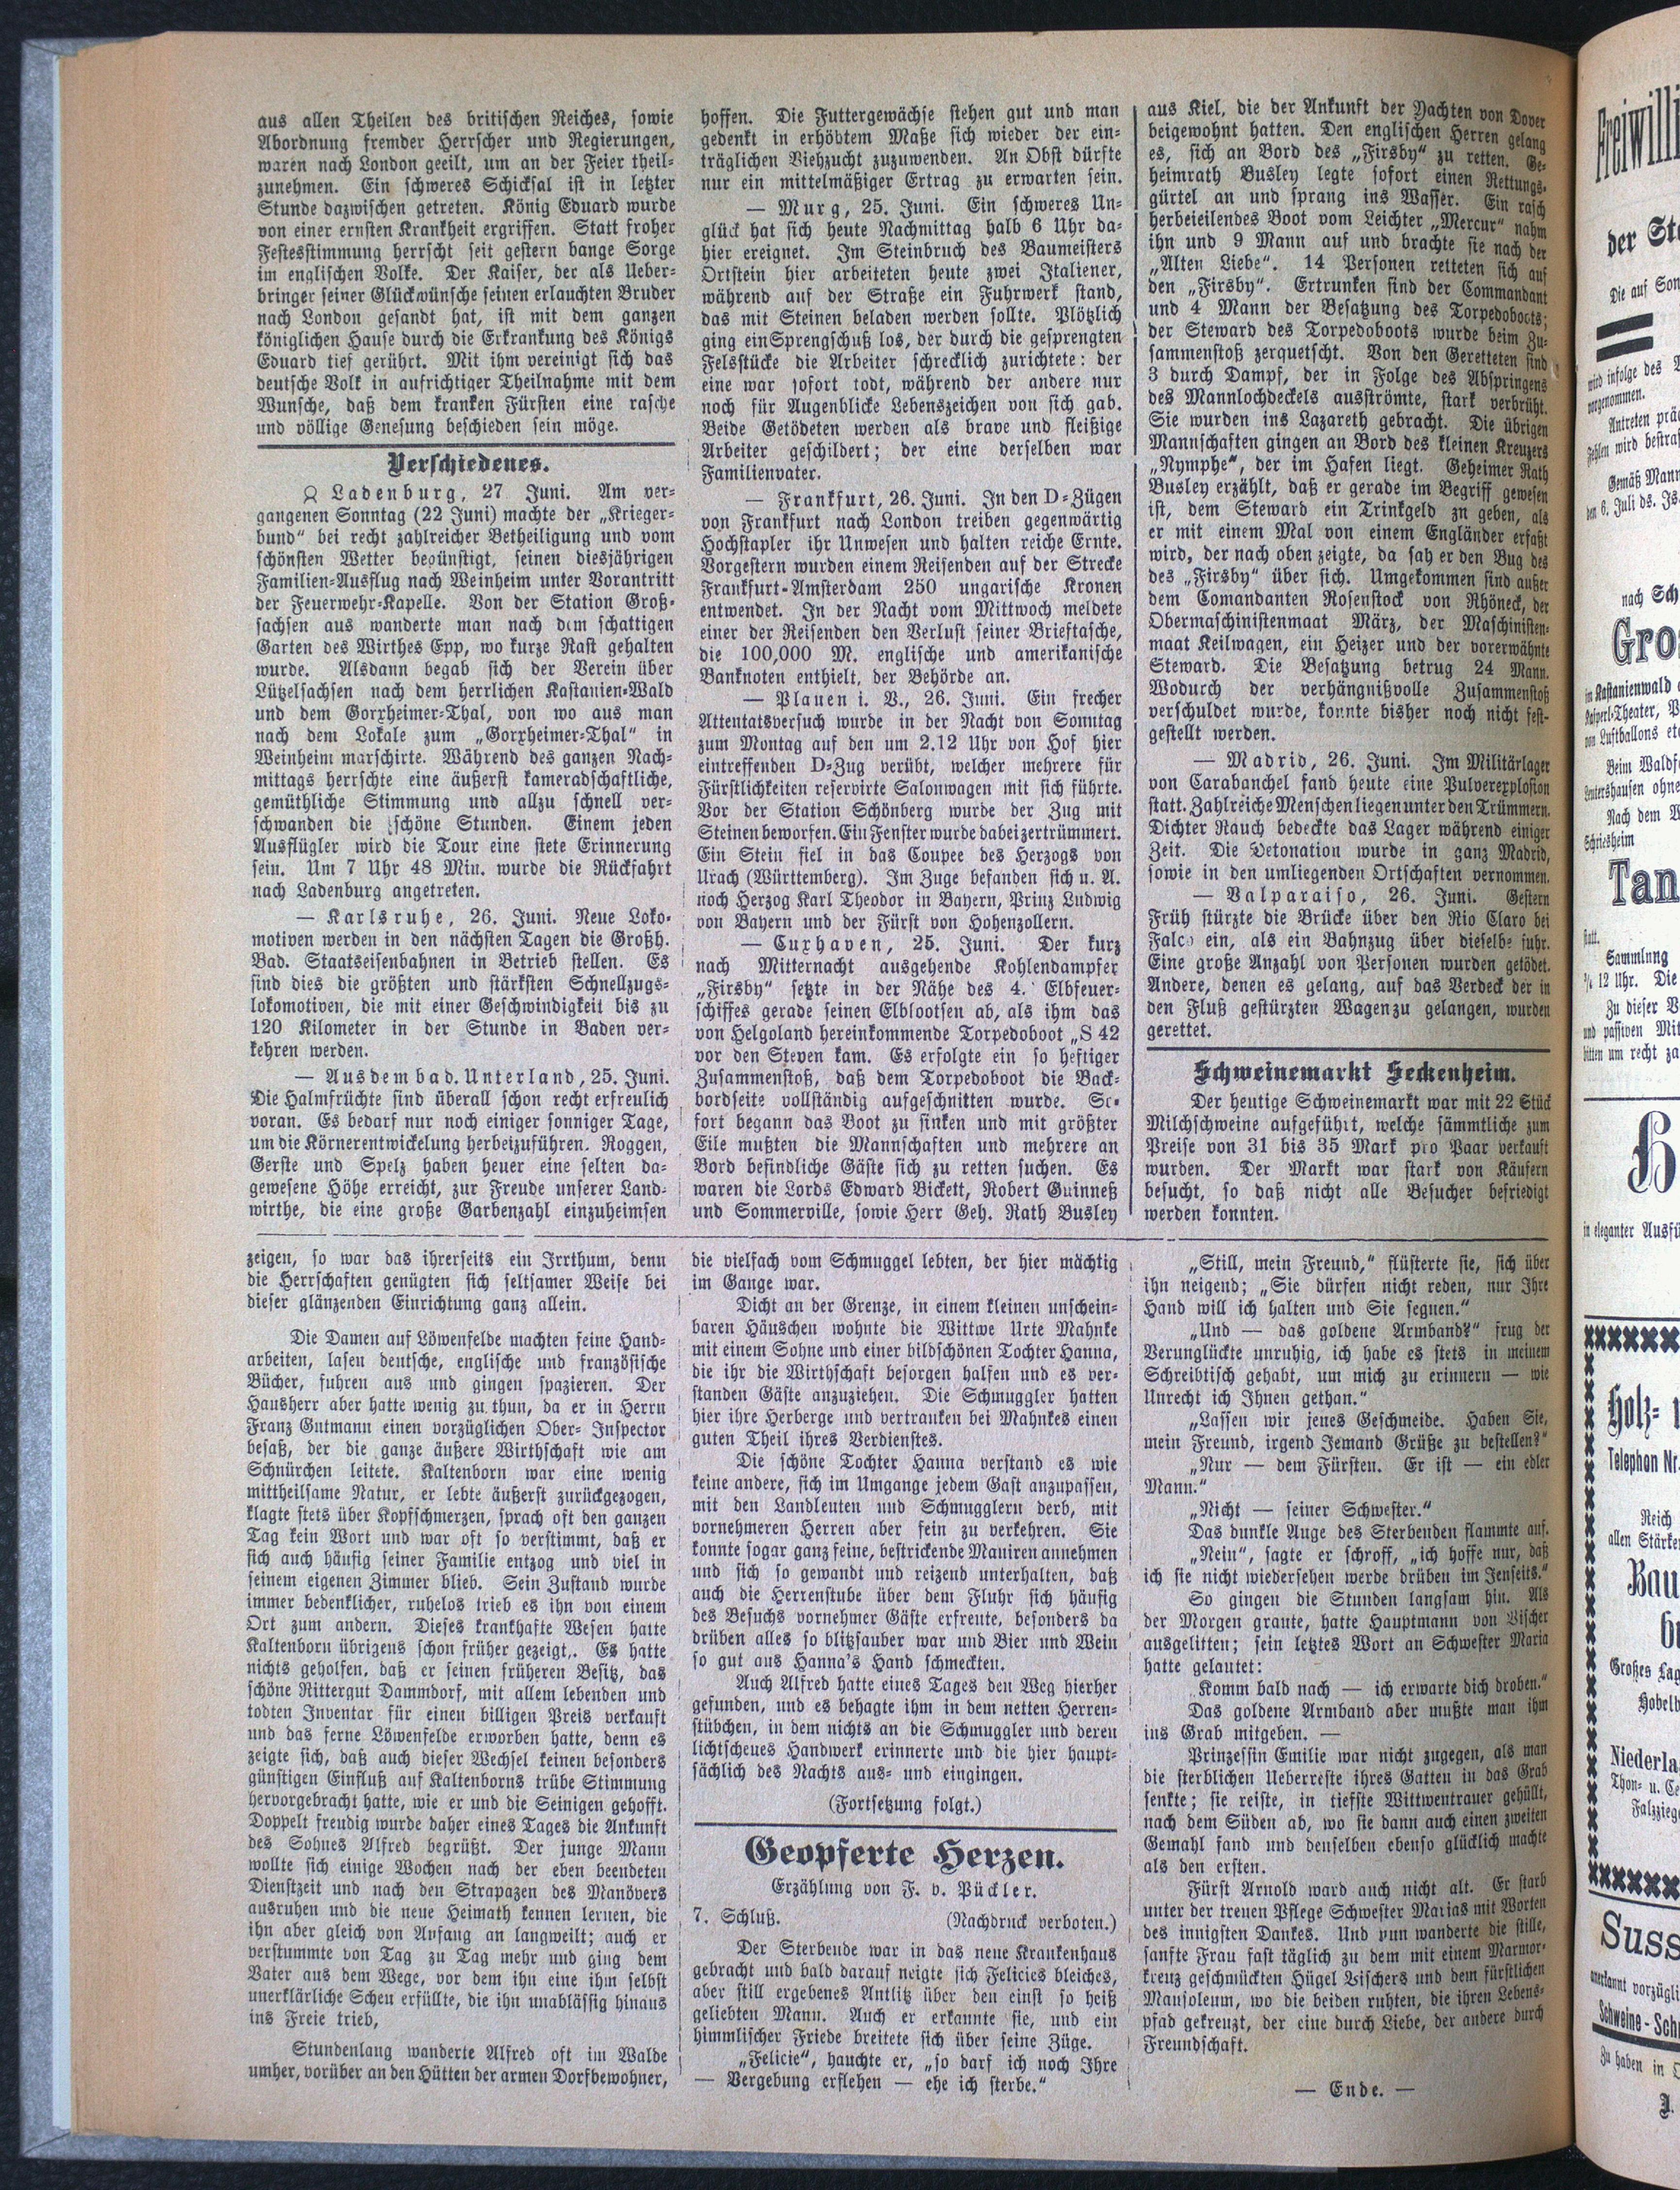 aus allen Theilen des britischen Reiches, sowie
Abordnung fremder Herrscher und Regierungen,
waren nach London geeilt, um an der Feier theil-
zunehmen. Ein schweres Schicksal ist in letzter
Stunde dazwischen getreten. König Eduard wurde
von einer ernsten Krankheit ergriffen. Statt froher
Festesstimmung herrscht seit gestern bange Sorge
im englischen Volke. Der Kaiser, der als Ueber-
bringer seiner Glückwünsche seinen erlauchten Bruder
nach London gesandt hat, ist mit dem ganzen
königlichen Hause durch die Erkrankung des Königs
Eduard tief gerührt. Mit ihm vereinigt sich das
deutsche Volk in aufrichtiger Theilnahme mit dem
Wunsche, daß dem kranken Fürsten eine rasche
und völlige Genesung beschieden sein möge.
Verschiedenes.
Ladenburg, 27 Juni. Am ver-
gangenen Sonntag (22 Juni) machte der „Krieger-
bund“ bei recht zahlreicher Betheiligung und vom
schönsten Wetter begünstigt, seinen diesjährigen
Familien-Ausflug nach Weinheim unter Vorantritt
der Feuerwehr-Kapelle. Von der Station Groß-
sachsen aus wanderte man nach dem schattigen
Garten des Wirthes Epp, wo kurze Rast gehalten
wurde. Alsdann begab sich der Verein über
Lützelsachsen nach dem herrlichen Kastanien-Wald
und dem Gorxheimer-Thal, von wo aus man
nach dem Lokale zum „Gorxheimer-Thal“ in
Weinheim marschirte. Während des ganzen Nach-
mittags herrschte eine äußerst kameradschaftliche,
gemüthliche Stimmung und allzu schnell ver-
schwanden die schöne Stunden. Einem jeden
Ausflügler wird die Tour eine stete Erinnerung
sein. Um 7 Uhr 48 Min. wurde die Rückfahrt
nach Ladenburg angetreten.
— Karlsruhe, 26. Juni. Neue Loko-
motiven werden in den nächsten Tagen die Großh.
Bad. Staatseisenbahnen in Betrieb stellen. Es
sind dies die größten und stärksten Schnellzugs-
lokomotiven, die mit einer Geschwindigkeit bis zu
120 Kilometer in der Stunde in Baden ver-
kehren werden.
— Aus dem bad. Unterland, 25. Juni.
Die Halmfrüchte sind überall schon recht erfreulich
voran. Es bedarf nur noch einiger sonniger Tage,
um die Körnerentwickelung herbeizuführen. Roggen,
Gerste und Spelz haben heuer eine selten da-
gewesene Höhe erreicht, zur Freude unserer Land-
wirthe, die eine große Garbenzahl einzuheimsen
hoffen. Die Futtergewächse stehen gut und man
gedenkt in erhöbtem Maße sich wieder der ein-
träglichen Viehzucht zuzuwenden. An Obst dürfte
nur ein mittelmäßiger Ertrag zu erwarten sein.
— Murg, 25. Juni. Ein schweres Un-
glück hat sich heute Nachmittag halb 6 Uhr da-
hier ereignet. Im Steinbruch des Baumeisters
Ortstein hier arbeiteten heute zwei Italiener,
während auf der Straße ein Fuhrwerk stand,
das mit Steinen beladen werden sollte. Plötzlich
ging ein Sprengschuß los, der durch die gesprengten
Felsstücke die Arbeiter schrecklich zurichtete: der
eine war sofort todt, während der andere nur
noch für Augenblicke Lebenszeichen von sich gab.
Beide Getödeten werden als brave und fleißige
Arbeiter geschildert; der eine derselben war
Familienvater.
— Frankfurt, 26. Juni. In den D-Zügen
von Frankfurt nach London treiben gegenwärtig
Hochstapler ihr Unwesen und halten reiche Ernte.
Vorgestern wurden einem Reisenden auf der Strecke
Frankfurt-Amsterdam 250 ungarische Kronen
entwendet. In der Nacht vom Mittwoch meldete
einer der Reisenden den Verlust seiner Brieftasche,
die 100,000 M. englische und amerikanische
Banknoten enthielt, der Behörde an.
— Plauen i. V., 26. Juni. Ein frecher
Attentatsversuch wurde in der Nacht von Sonntag
zum Montag auf den um 2.12 Uhr von Hof hier
eintreffenden D-Zug verübt, welcher mehrere für
Fürstlichkeiten reservirte Salonwagen mit sich führte.
Vor der Station Schönberg wurde der Zug mit
Steinen beworfen. Ein Fenster wurde dabei zertrümmert.
Ein Stein fiel in das Coupee des Herzogs von
Urach (Württemberg). Im Zuge befanden sich u. A.
noch Herzog Karl Theodor in Bayern, Prinz Ludwig
von Bayern und der Fürst von Hohenzollern.
— Cuxhaven, 25. Juni. Der kurz
nach Mitternacht ausgehende Kohlendampfer
„Firsby“ setzte in der Nähe des 4. Elbfeuer-
schiffes gerade seinen Elblootsen ab, als ihm das
von Helgoland hereinkommende Torpedoboot „S 42
vor den Steven kam. Es erfolgte ein so heftiger
Zusammenstoß, daß dem Torpedoboot die Back-
bordseite vollständig aufgeschnitten wurde. So-
fort begann das Boot zu sinken und mit größter
Eile mußten die Mannschaften und mehrere an
Bord befindliche Gäste sich zu retten suchen. Es
waren die Lords Edward Bickett, Robert Guinneß
und Sommerville, sowie Herr Geh. Rath Busley
aus Kiel, die der Ankunft der Yachten von Dover
beigewohnt hatten. Den englischen Herren gelang
es, sich an Bord des „Firsby“ zu retten. Ge-
heimrath Busley legte sofort einen Rettungs-
gürtel an und sprang ins Wasser. Ein rasch
herbeieilendes Boot vom Leichter „Mercur“ nahm
ihn und 9 Mann auf und brachte sie nach der
„Alten Liebe“. 14 Personen retteten sich auf
den „Firsby“. Ertrunken sind der Commandant
und 4 Mann der Besatzung des Torpedoboots;
der Steward des Torpedoboots wurde beim Zu-
sammenstoß zerquetscht. Von den Geretteten sind
3 durch Dampf, der in Folge des Abspringens
des Mannlochdeckels ausströmte, stark verbrüht.
Sie wurden ins Lazareth gebracht. Die übrigen
Mannschaften gingen an Bord des kleinen Kreuzers
„Nymphe“, der im Hafen liegt. Geheimer Rath
Busley erzählt, daß er gerade im Begriff gewesen
ist, dem Steward ein Trinkgeld zu geben, als
er mit einem Mal von einem Engländer erfaßt
wird, der nach oben zeigte, da sah er den Bug des
des „Firsby“ über sich. Umgekommen sind außer
dem Comandanten Rosenstock von Rhöneck, der
Obermaschinistenmaat März, der Maschinisten-
maat Keilwagen, ein Heizer und der vorerwähnte
Steward. Die Besatzung betrug 24 Mann.
Wodurch der verhängnißvolle Zusammenstoß
verschuldet wurde, konnte bisher noch nicht fest-
gestellt werden.
— Madrid, 26. Juni. Im Militärlager
von Carabanchel fand heute eine Pulverexplosion
statt. Zahlreiche Menschen liegen unter den Trümmern.
Dichter Rauch bedeckte das Lager während einiger
Zeit. Die Detonation wurde in ganz Madrid,
sowie in den umliegenden Ortschaften vernommen.
— Valparaiso, 26. Juni. Gestern
Früh stürzte die Brücke über den Rio Claro bei
Falco ein, als ein Bahnzug über dieselbe fuhr.
Eine große Anzahl von Personen wurden getödet.
Andere, denen es gelang, auf das Verdeck der in
den Fluß gestürzten Wagen zu gelangen, wurden
gerettet.
Schweinemarkt Seckenheim.
Der heutige Schweinemarkt war mit 22 Stück
Milchschweine aufgeführt, welche sämmtliche zum
Preise von 31 bis 35 Mark pro Paar verkauft
wurden. Der Markt war stark von Käufern
besucht, so daß nicht alle Besucher befriedigt
werden konnten.
zeigen, so war das ihrerseits ein Irrthum, denn
die Herrschaften genügten sich seltsamer Weise bei
dieser glänzenden Einrichtung ganz allein.
Die Damen auf Löwenfelde machten feine Hand-
arbeiten, lasen deutsche, englische und französische
Bücher, fuhren aus und gingen spazieren. Der
Hausherr aber hatte wenig zu thun, da er in Herrn
Franz Gutmann einen vorzüglichen Ober- Inspector
besaß, der die ganze äußere Wirthschaft wie am
Schnürchen leitete. Kaltenborn war eine wenig
mittheilsame Natur, er lebte äußerst zurückgezogen,
klagte stets über Kopfschmerzen, sprach oft den ganzen
Tag kein Wort und war oft so verstimmt, daß er
sich auch häufig seiner Familie entzog und viel in
seinem eigenen Zimmer blieb. Sein Zustand wurde
immer bedenklicher, ruhelos trieb es ihn von einem
Ort zum andern. Dieses krankhafte Wesen hatte
Kaltenborn übrigens schon früher gezeigt,. Es hatte
nichts geholfen, daß er seinen früheren Besitz, das
schöne Rittergut Dammdorf, mit allem lebenden und
todten Inventar für einen billigen Preis verkauft
und das ferne Löwenfelde erworben hatte, denn es
zeigte sich, daß auch dieser Wechsel keinen besonders
günstigen Einfluß auf Kaltenborns trübe Stimmung
hervorgebracht hatte, wie er und die Seinigen gehofft.
Doppelt freudig wurde daher eines Tages die Ankunft
des Sohnes Alfred begrüßt. Der junge Mann
wollte sich einige Wochen nach der eben beendeten
Dienstzeit und nach den Strapazen des Manövers
ausruhen und die neue Heimath kennen lernen, die
ihn aber gleich von Anfang an langweilt; auch er
verstummte von Tag zu Tag mehr und ging dem
Vater aus dem Wege, vor dem ihn eine ihm selbst
unerklärliche Scheu erfüllte, die ihn unablässig hinaus
ins Freie trieb,
Stundenlang wanderte Alfred oft im Walde
umher, vorüber an den Hütten der armen Dorfbewohner,
die vielfach vom Schmuggel lebten, der hier mächtig
im Gange war.
Dicht an der Grenze, in einem kleinen unschein-
baren Häuschen wohnte die Wittwe Urte Mahnke
mit einem Sohne und einer bildschönen Tochter Hanna,
die ihr die Wirthschaft besorgen halfen und es ver-
standen Gäste anzuziehen. Die Schmuggler hatten
hier ihre Herberge und vertranken bei Mahnkes einen
guten Theil ihres Verdienstes.
Die schöne Tochter Hanna verstand es wie
keine andere, sich im Umgange jedem Gast anzupassen,
mit den Landleuten und Schmugglern derb, mit
vornehmeren Herren aber fein zu verkehren. Sie
konnte sogar ganz feine, bestrickende Maniren annehmen
und sich so gewandt und reizend unterhalten, daß
auch die Herrenstube über dem Fluhr sich häufig
des Besuchs vornehmer Gäste erfreute, besonders da
drüben alles so blitzsauber war und Bier und Wein
so gut aus Hanna's Hand schmeckten.
Auch Alfred hatte eines Tages den Weg hierher
gefunden, und es behagte ihm in dem netten Herren-
stübchen, in dem nichts an die Schmuggler und deren
lichtscheues Handwerk erinnerte und die hier haupt-
sächlich des Nachts aus- und eingingen.
(Fortsetzung folgt.)
Geopferte Herzen.
Erzählung von F. v. Pückler.
7. Schluß. (Nachdruck verboten.)
Der Sterbende war in das neue Krankenhaus
gebracht und bald darauf neigte sich Felicies bleiches,
aber still ergebenes Antlitz über den einst so heiß
geliebten Mann. Auch er erkannte sie, und ein
himmlischer Friede breitete sich über seine Züge.
„Felicie“, hauchte er, „so darf ich noch Ihre
— Vergebung erflehen — ehe ich sterbe.“
„Still, mein Freund,“ flüsterte sie, sich über
ihn neigend; „Sie dürfen nicht reden, nur Ihre
Hand will ich halten und Sie segnen.“
„Und — das goldene Armband?“ frug der
Verunglückte unruhig, ich habe es stets in meinem
Schreibtisch gehabt, um mich zu erinnern — wie
Unrecht ich Ihnen gethan.“
„Lassen wir jenes Geschmeide. Haben Sie,
mein Freund, irgend Jemand Grüße zu bestellen?“
„Nur — dem Fürsten. Er ist — ein edler
Mann.“
„Nicht — seiner Schwester.“
Das dunkle Auge des Sterbenden flammte auf.
„Nein“, sagte er schroff, „ich hoffe nur, daß
ich sie nicht wiedersehen werde drüben im Jenseits.“
So gingen die Stunden langsam hin. Als
der Morgen graute, hatte Hauptmann von Vischer
ausgelitten; sein letztes Wort an Schwester Maria
hatte gelautet:
„Komm bald nach — ich erwarte dich droben.“
Das goldene Armband aber mußte man ihm
ins Grab mitgeben. —
Prinzessin Emilie war nicht zugegen, als man
die sterblichen Ueberreste ihres Gatten in das Grab
senkte; sie reiste, in tiefste Wittwentrauer gehüllt,
nach dem Süden ab, wo sie dann auch einen zweiten
Gemahl fand und denselben ebenso glücklich machte
als den ersten.
Fürst Arnold ward auch nicht alt. Er starb
unter der treuen Pflege Schwester Marias mit Worten
des innigsten Dankes. Und nun wanderte die stille,
sanfte Frau fast täglich zu dem mit einem Marmor-
kreuz geschmückten Hügel Vischers und dem fürstlichen
Mausoleum, wo die beiden ruhten, die ihren Lebens-
pfad gekreuzt, der eine durch Liebe, der andere durch
Freundschaft.
— Ende. —
der
Die auf
wird infolge des
vorgenommen.
Antreten
Fehlen wird
Gemäß
den 6. Juli ds.
nach
im Kastanienwald
Kasperl-Theater,
von Luftballons
Beim
Leutershausen ohne
Nach dem
Schriesheim
statt.
Sammlung
12 Uhr. Die
Zu dieser
und passiven
bitten um recht
in eleganter
Holz-
Telephon Nr.
Reich
allen
Großes
Niederla
Thon- u.
Schweine-
Zu haben in